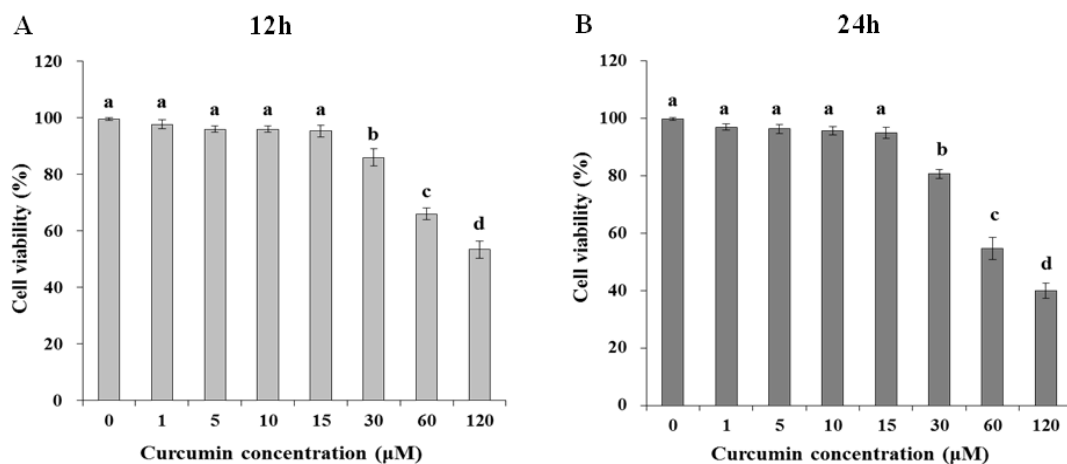 A
12h
Cell viability (%)
120
100
80
60
40
20
0
a
a
a
a
a
b
c
d
0 1 5 10 15 30 60 120
Curcumin concentration (µM)
B
24h
Cell viability (%)
120
100
80
60
40
20
0
a
a
a
a
a
b
c
d
0 1 5 10 15 30 60 120
Curcumin concentration (µM)